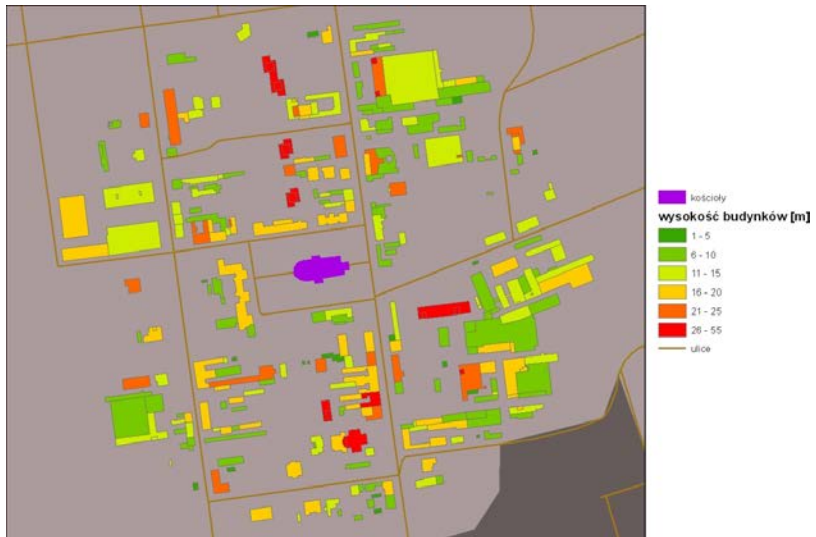 kościoły
wysokość budynków [m]
1 - 5
6 - 10
11 - 15
16 - 20
21 - 25
26 - 55
ulice